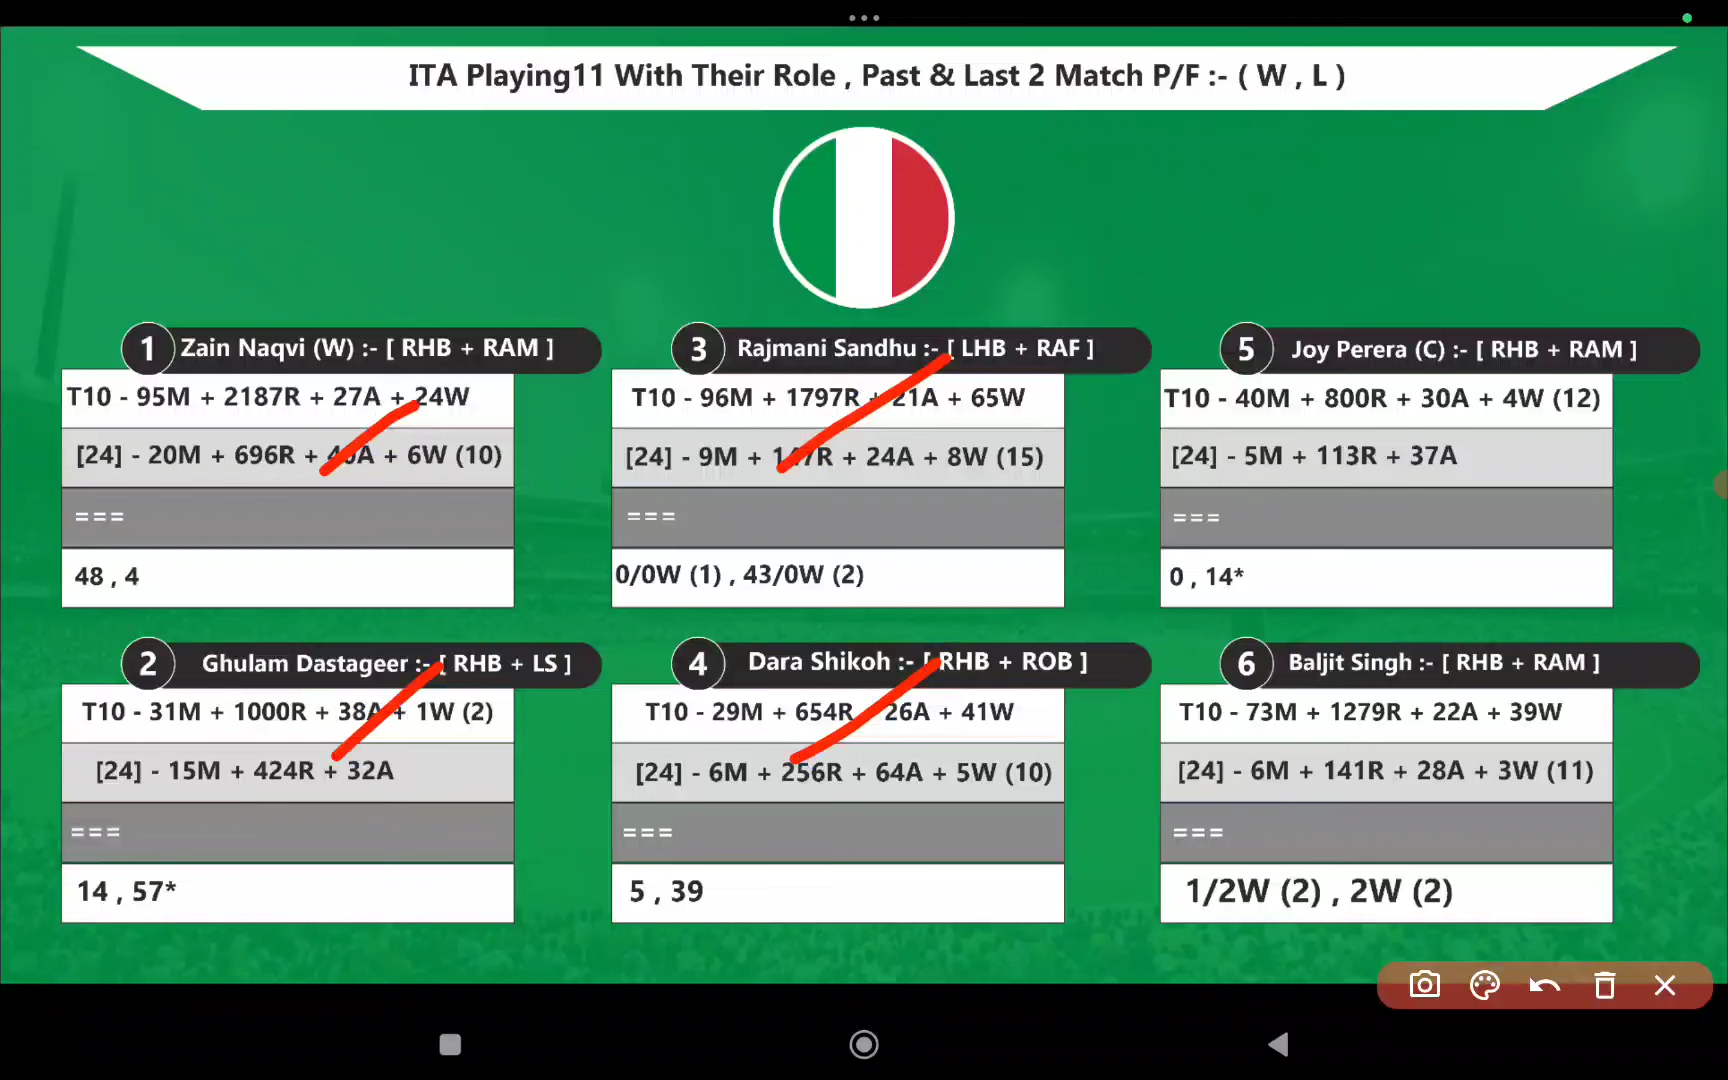 ITA Playing11 With Their Role , Past & Last 2 Match P/F :- ( W , L )
1 Zain Naqvi (W) :- [ RHB + RAM ]
T10 - 95M + 2187R + 27A + 24W
[24] - 20M + 696R + 40A + 6W (10)
===
48 , 4
3 Rajmani Sandhu :- [ LHB + RAF ]
T10 - 96M + 1797R + 21A + 65W
[24] - 9M + 147R + 24A + 8W (15)
===
0/0W (1) , 43/0W (2)
5 Joy Perera (C) :- [ RHB + RAM ]
T10 - 40M + 800R + 30A + 4W (12)
[24] - 5M + 113R + 37A
===
0 , 14*
2 Ghulam Dastageer :- [ RHB + LS ]
T10 - 31M + 1000R + 38A + 1W (2)
[24] - 15M + 424R + 32A
===
14 , 57*
4 Dara Shikoh :- [ RHB + ROB ]
T10 - 29M + 654R 26A + 41W
[24] - 6M + 256R + 64A + 5W (10)
===
5 , 39
6 Baljit Singh :- [ RHB + RAM ]
T10 - 73M + 1279R + 22A + 39W
[24] - 6M + 141R + 28A + 3W (11)
===
1/2W (2) , 2W (2)